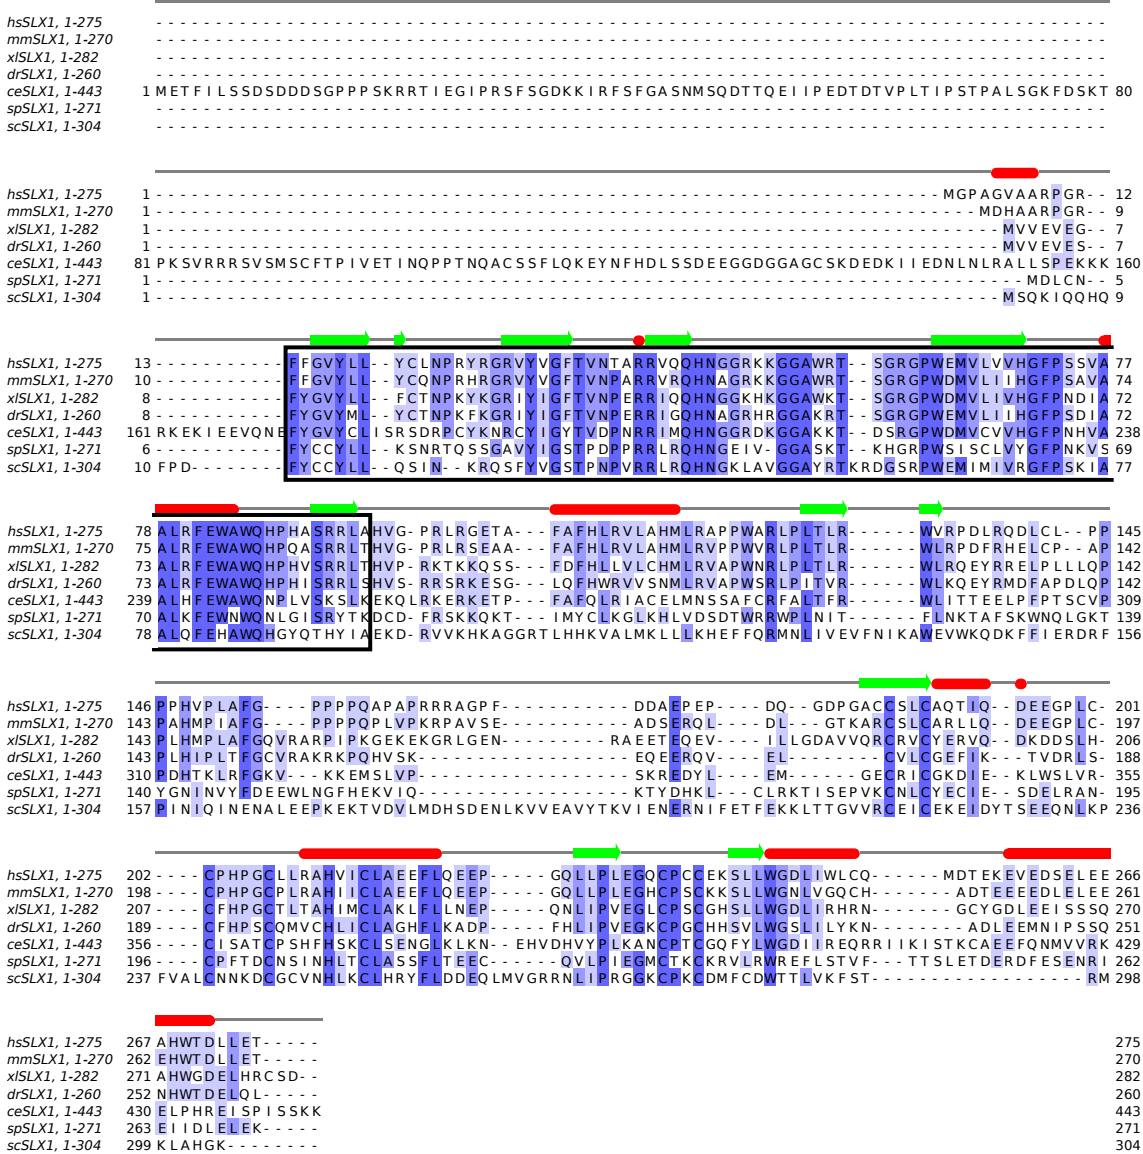 hsSLX1, 1-275 --------------------------------------------------------------------------------
mmSLX1, 1-270 --------------------------------------------------------------------------------
xlSLX1, 1-282 --------------------------------------------------------------------------------
drSLX1, 1-260 --------------------------------------------------------------------------------
ceSLX1, 1-443 1 METFILSSDSDDDSGPPPSKRRTIEGIPRSFSGDKKIRFSFGASNMSQDTTQEIIPEDTDTVPLTIPSTPALSGKFDSKT 80
spSLX1, 1-271 --------------------------------------------------------------------------------
scSLX1, 1-304 --------------------------------------------------------------------------------
hsSLX1, 1-275 1 ------------------------------------------------------------------MGPAGVAARPGR-- 12
mmSLX1, 1-270 1 ---------------------------------------------------------------------MDHAARPGR-- 9
xlSLX1, 1-282 1 -----------------------------------------------------------------------MVVEVEG-- 7
drSLX1, 1-260 1 -----------------------------------------------------------------------MVVEVES-- 7
ceSLX1, 1-443 81 PKSVRRRSVSMSCFTPIVETINQPPTNQACSSFLQKEYNFHDLSSDEEGGDGGAGCSKDEDKIIEDNLNLRALLSPEKKK 160
spSLX1, 1-271 1 -------------------------------------------------------------------------MDLCN-- 5
scSLX1, 1-304 1 -----------------------------------------------------------------------MSQKIQQHQ 9
hsSLX1, 1-275 13 -----------FFGVYLL--YCLNPRYRGRVYVGFTVNTARRVQQHNGGRKKGGAWRT--SGRGPWEMVLVVHGFPSSVA 77
mmSLX1, 1-270 10 -----------FFGVYLL--YCQNPRHRGRVYVGFTVNPARRVRQHNAGRKKGGAWRT--SGRGPWDMVLIIHGFPSAVA 74
xlSLX1, 1-282 8 -----------FYGVYLL--FCTNPKYKGRIYIGFTVNPERRIQQHNGGKHKGGAWKT--SGRGPWDMVLIVHGFPNDIA 72
drSLX1, 1-260 8 -----------FYGVYML--YCTNPKFKGRIYIGFTVNPERRIGQHNAGRHRGGAKRT--SGRGPWDMVLIIHGFPSDIA 72
ceSLX1, 1-443 161 RKEKIEEVQNEFYGVYCLISRSDRPCYKNRCYIGYTVDPNRRIMQHNGGRDKGGAKKT--DSRGPWDMVCVVHGFPNHVA 238
spSLX1, 1-271 6 -----------FYCCYLL--KSNRTQSSGAVYIGSTPDPPRRLRQHNGEIV-GGASKT--KHGRPWSISCLVYGFPNKVS 69
scSLX1, 1-304 10 FPD--------FYCCYLL--QSIN--KRQSFYVGSTPNPVRRLRQHNGKLAVGGAYRTKRDGSRPWEMIMIVRGFPSKIA 77
hsSLX1, 1-275 78 ALRFEWAWQHPHASRRLAHVG-PRLRGETA---FAFHLRVLAHMLRAPPWARLPLTLR------WVRPDLRQDLCL--PP 145
mmSLX1, 1-270 75 ALRFEWAWQHPQASRRLTHVG-PRLRSEAA---FAFHLRVLAHMLRVPPWVRLPLTLR------WLRPDFRHELCP--AP 142
xlSLX1, 1-282 73 ALRFEWAWQHPHVSRRLTHVP-RKTKKQSS---FDFHLLVLCHMLRVAPWNRLPLTLR------WLRQEYRRELPLLLQP 142
drSLX1, 1-260 73 ALRFEWAWQHPHISRRLSHVS-RRSRKESG---LQFHWRVVSNMLRVAPWSRLPITVR------WLKQEYRMDFAPDLQP 142
ceSLX1, 1-443 239 ALHFEWAWQNPLVSKSLKEKQLRKERKETP---FAFQLRIACELMNSSAFCRFALTFR------WLITTEELPFPTSCVP 309
spSLX1, 1-271 70 ALKFEWNWQNLGISRYTKDCD-FRSKKQKT---IMYCLKGLKHLVDSDTWRRWPLNIT------FLNKTAFSKWNQLGKT 139
scSLX1, 1-304 78 ALQFEHAWQHGYQTHYIAEKD-RVVKHKAGGRTLHHKVALMKLLLKHEFFQRMNLIVEVFNIKAWEVWKQDKFFIERDRF 156
hsSLX1, 1-275 146 PPHVPLAFG----PPPPQAPAPRRRAGPF-----------DDAEPEP---DQ--GDPGACCSLCAQTIQ--DEEGPLC- 201
mmSLX1, 1-270 143 PAHMPIAFG----PPPPQPLVPKRPAVSE-----------ADSERQL---DL--GTKARCSLCARLLQ--DEEGPLC- 197
xlSLX1, 1-282 143 PLHMPLAFGQVRARPIPKGEKEKGRLGEN---------RAEETEQEV---ILLGDAVVQRCRVCYERVQ--DKDDSLH- 206
drSLX1, 1-260 143 PLHIPLTFGCVRAKRKPQHVSK-----------------EQEERQV---EL-------CVLCGEFIK---TVDRLS-- 188
ceSLX1, 1-443 310 PDHTKLRFGKV---KKEMSLVP-----------------SKREDYL---EM-----GECRICGKDIE---KLWSLVR- 355
spSLX1, 1-271 140 YGNINVYFDEEWLNGFHEKVIQ-----------------KTYDHKL---CLRKTISEPVKCNLCYECIE--SDELRAN- 195
scSLX1, 1-304 157 PINIQINENALEEPKEKTVDVLMDHSDENLKVVEAVYTKVIENERNIFETFEKKLTTGVVRCEICEKEIDYTSEEQNLKP 236
hsSLX1, 1-275 202 ----CPHPGCLLRAHVICLAEEFLQEEP------GQLLPLEGQCPCCEKSLLWGDLIWLCQ------MDTEKEVEDSELEE 266
mmSLX1, 1-270 198 ----CPHPGCPLRAHIICLAEEFLQEEP------GQLLPLEGHCPSCKKSLLWGNLVGQCH-------ADTEEEEDLELEE 261
xlSLX1, 1-282 207 ----CFHPGCTLTAHIMCLAKLFLLNEP------QNLIPVEGLCPSCGHSLLWGDLIRHRN-------GCYGDLEEISSSQ 270
drSLX1, 1-260 189 ----CFHPSCQMVCHLICLAGHFLKADP------FHLIPVEGKCPGCHHSVLWGSLILYKN-------ADLEEMNIPSSQ 251
ceSLX1, 1-443 356 ----CISATCPSHFHSKCLSENGLKLKN---EHVDHVYPLKANCPTCGQFYLWGDIIREQRRIIKISTKCAEEFQNMVVRK 429
spSLX1, 1-271 196 ----CPFTDCNSINHLTCLASSFLTEEC------QVLPIEGMCTKCKRVLRWREFLSTVF---TTSLETDERDFESENRI 262
scSLX1, 1-304 237 FVALCNNKDCGCVNHLKCLHRYFLDDEQLMVGRRNLIPRGGKCPKCDMFCDWTTLVKFST------------------RM 298
hsSLX1, 1-275 267 AHWTDLLET----- 275
mmSLX1, 1-270 262 EHWTDLLET----- 270
xlSLX1, 1-282 271 AHWGDELHRCSD-- 282
drSLX1, 1-260 252 NHWTDELQL----- 260
ceSLX1, 1-443 430 ELPHREISPISSKK 443
spSLX1, 1-271 263 EIIDLELEK----- 271
scSLX1, 1-304 299 KLAHGK-------- 304